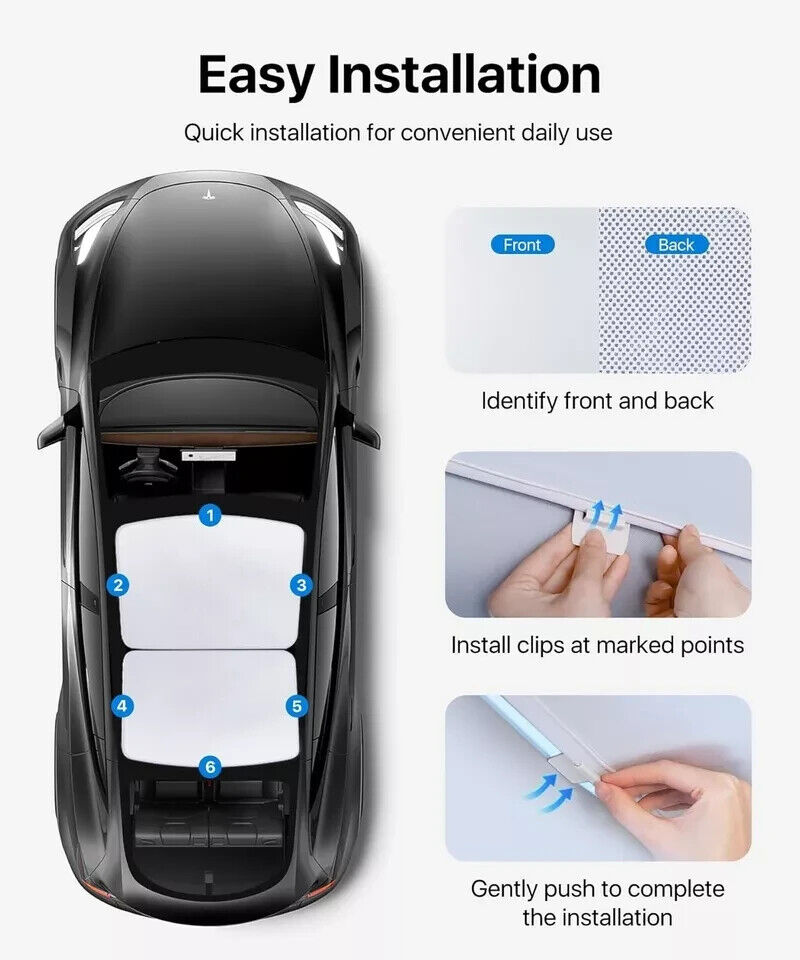 Easy Installation
Quick installation for convenient daily use
Front
Back
Identify front and back
1
2
3
4
5
6
Install clips at marked points
Gently push to complete
the installation